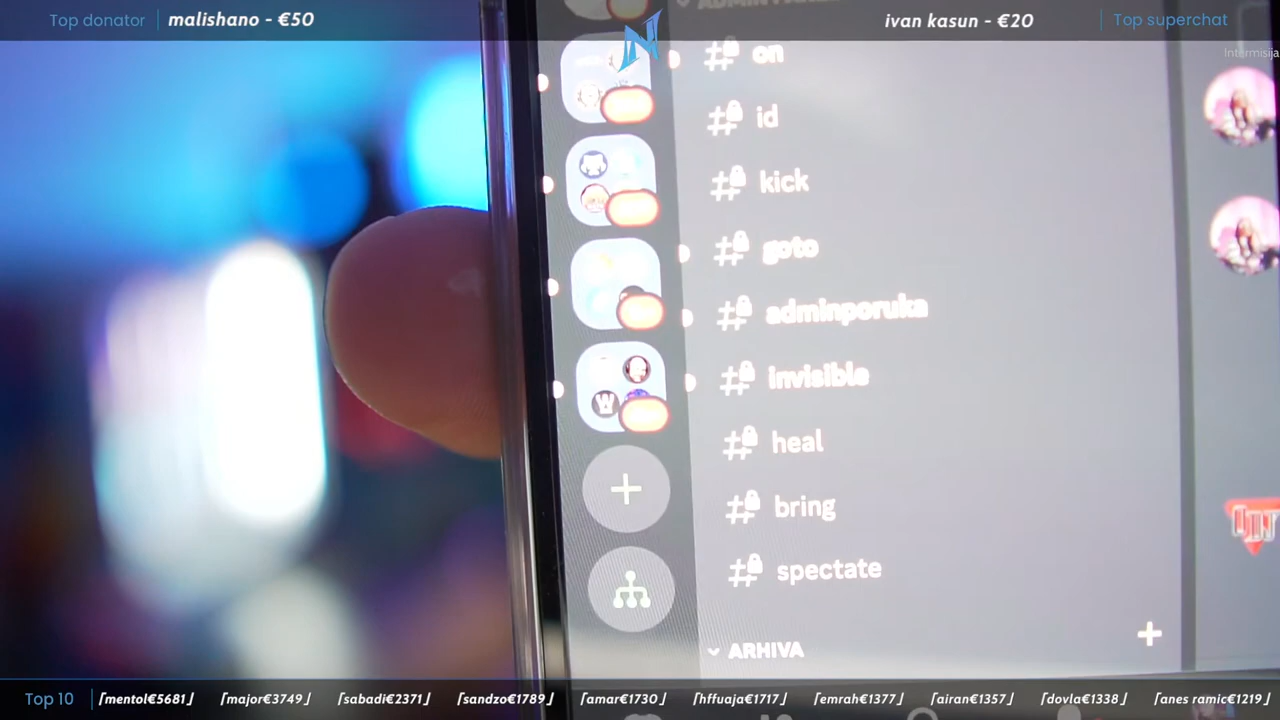 Top donator malishano - €50
ivan kasun - €20 Top superchat
Intermisija
on
id
kick
goto
adminporuka
invisible
heal
bring
spectate
ARHIVA
Top 10 ⌈mentol€5681⌋ ⌈major€3749⌋ ⌈sabadi€2371⌋ ⌈sandzo€1789⌋ ⌈amar€1730⌋ ⌈hffuaja€1717⌋ ⌈emrah€1377⌋ ⌈airan€1357⌋ ⌈dovla€1338⌋ ⌈anes ramic€1219⌋